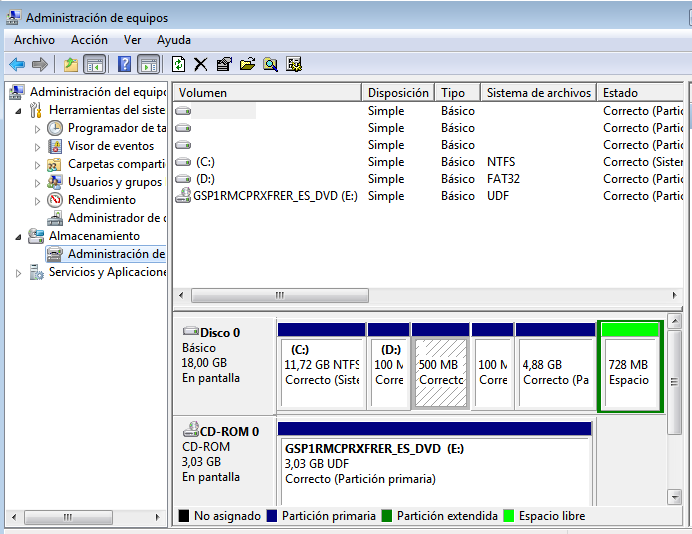 Administración de equipos
Archivo Acción Ver Ayuda
Administración del equipo
Herramientas del siste
Programador de ta
Visor de eventos
Carpetas comparti
Usuarios y grupos
Rendimiento
Administrador de d
Almacenamiento
Administración de
Servicios y Aplicacione
Volumen Disposición Tipo Sistema de archivos Estado
Simple Básico Correcto (Partic
Simple Básico Correcto (Partic
Simple Básico Correcto (Partic
(C:) Simple Básico NTFS Correcto (Sister
(D:) Simple Básico FAT32 Correcto (Partic
GSP1RMCPRXFRER_ES_DVD (E:) Simple Básico UDF Correcto (Partic
Disco 0
Básico
18,00 GB
En pantalla
(C:)
11,72 GB NTFS
Correcto (Siste
(D:)
100 M
Corre
500 MB
Correcto
100 M
Corre
4,88 GB
Correcto (Pa
728 MB
Espacio
CD-ROM 0
CD-ROM
3,03 GB
En pantalla
GSP1RMCPRXFRER_ES_DVD (E:)
3,03 GB UDF
Correcto (Partición primaria)
No asignado Partición primaria Partición extendida Espacio libre